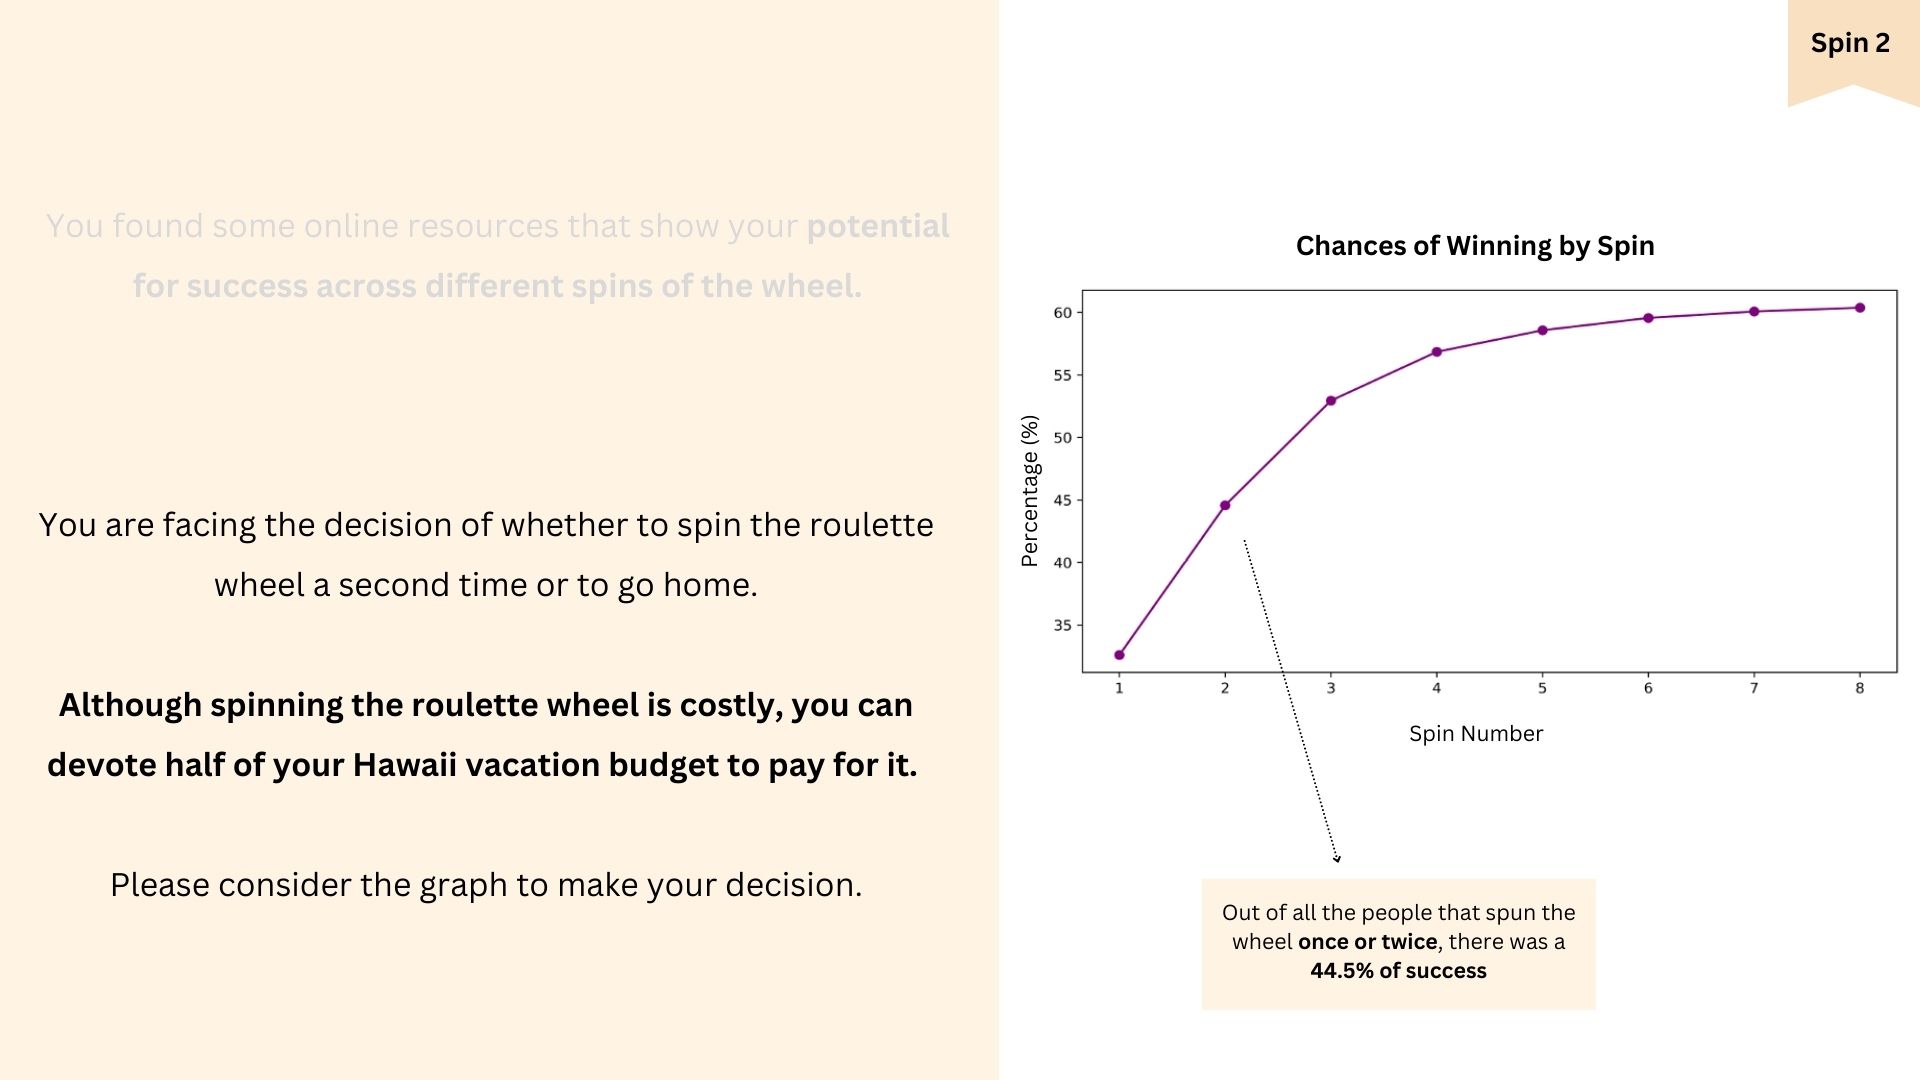 Spin 2
You found some online resources that show your potential
for success across different spins of the wheel.
You are facing the decision of whether to spin the roulette
wheel a second time or to go home.
Although spinning the roulette wheel is costly, you can
devote half of your Hawaii vacation budget to pay for it.
Please consider the graph to make your decision.
Chances of Winning by Spin
Percentage (%)
60
55
50
45
40
35
1 2 3 4 5 6 7 8
Spin Number
Out of all the people that spun the
wheel once or twice, there was a
44.5% of success